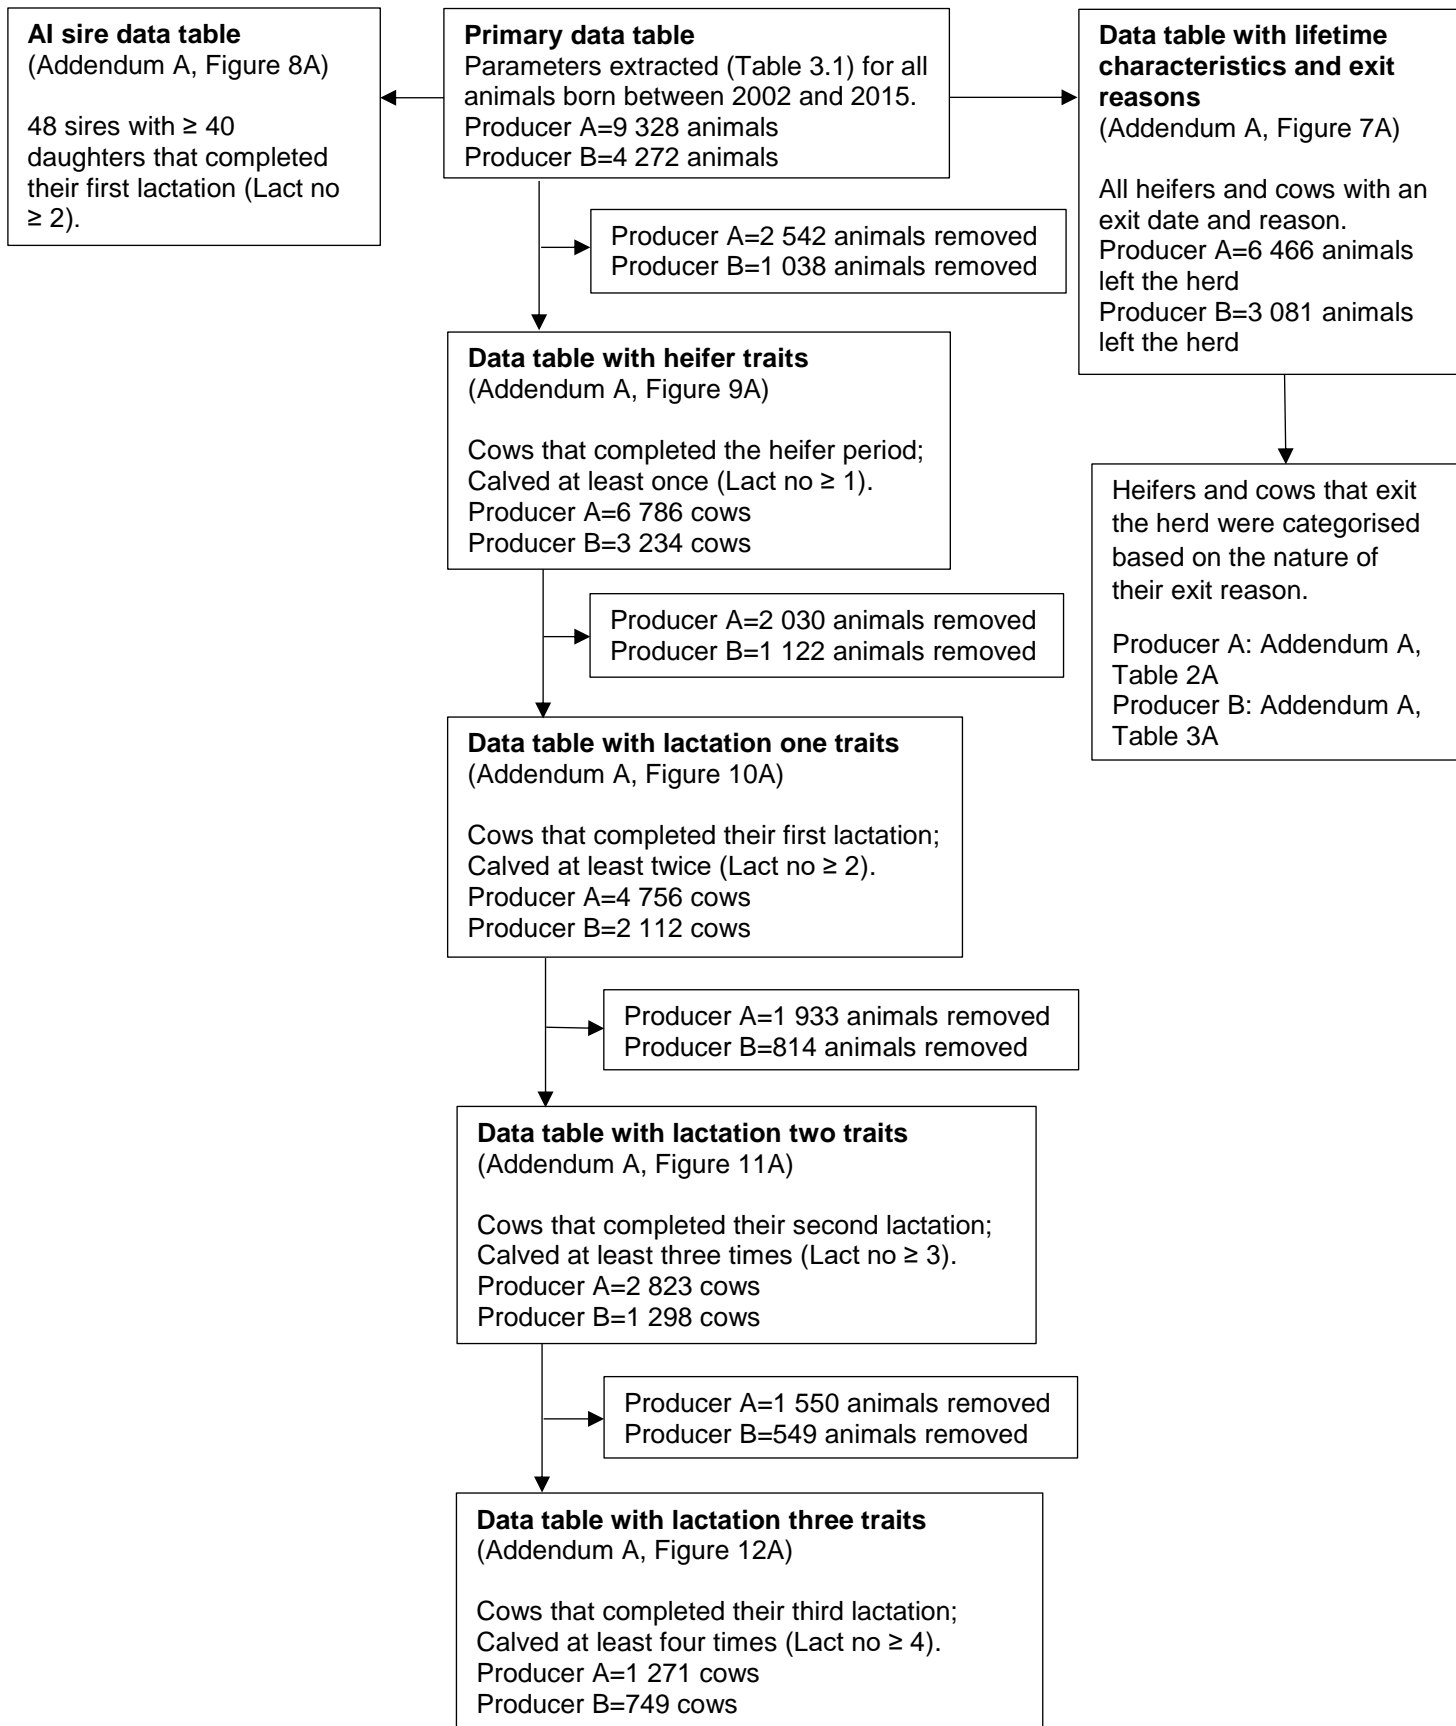 AI sire data table
(Addendum A, Figure 8A)
48 sires with ≥ 40
daughters that completed
their first lactation (Lact no
≥ 2).
Primary data table
Parameters extracted (Table 3.1) for all
animals born between 2002 and 2015.
Producer A=9 328 animals
Producer B=4 272 animals
Data table with lifetime
characteristics and exit
reasons
(Addendum A, Figure 7A)
All heifers and cows with an
exit date and reason.
Producer A=6 466 animals
left the herd
Producer B=3 081 animals
left the herd
Producer A=2 542 animals removed
Producer B=1 038 animals removed
Data table with heifer traits
(Addendum A, Figure 9A)
Cows that completed the heifer period;
Calved at least once (Lact no ≥ 1).
Producer A=6 786 cows
Producer B=3 234 cows
Heifers and cows that exit
the herd were categorised
based on the nature of
their exit reason.
Producer A: Addendum A,
Table 2A
Producer B: Addendum A,
Table 3A
Producer A=2 030 animals removed
Producer B=1 122 animals removed
Data table with lactation one traits
(Addendum A, Figure 10A)
Cows that completed their first lactation;
Calved at least twice (Lact no ≥ 2).
Producer A=4 756 cows
Producer B=2 112 cows
Producer A=1 933 animals removed
Producer B=814 animals removed
Data table with lactation two traits
(Addendum A, Figure 11A)
Cows that completed their second lactation;
Calved at least three times (Lact no ≥ 3).
Producer A=2 823 cows
Producer B=1 298 cows
Producer A=1 550 animals removed
Producer B=549 animals removed
Data table with lactation three traits
(Addendum A, Figure 12A)
Cows that completed their third lactation;
Calved at least four times (Lact no ≥ 4).
Producer A=1 271 cows
Producer B=749 cows